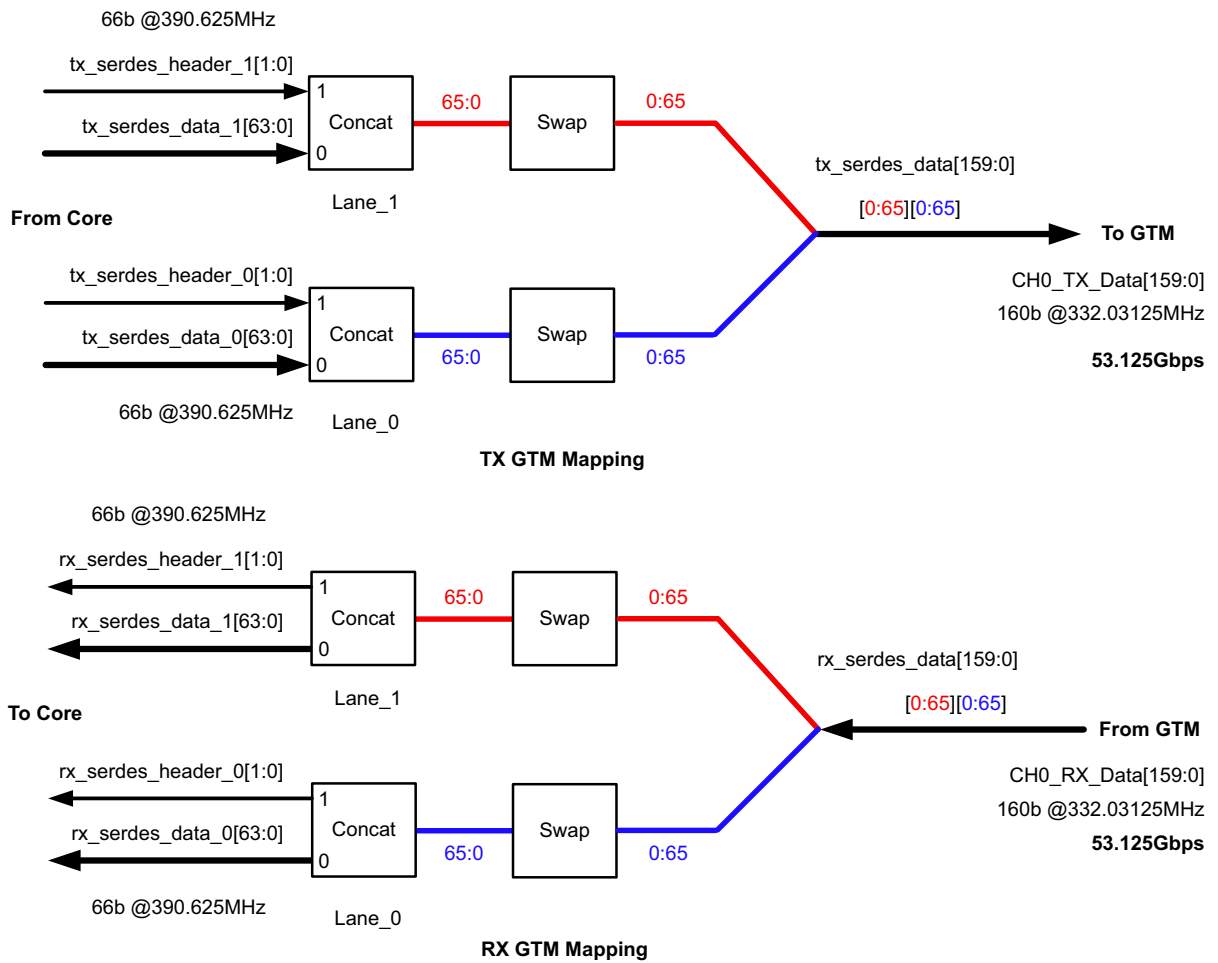 66b @390.625MHz
tx_serdes_header_1[1:0]
1
65:0
0:65
Concat
Swap
tx_serdes_data_1[63:0]
0
tx_serdes_data[159:0]
Lane_1
[0:65][0:65]
From Core
To GTM
tx_serdes_header_0[1:0]
CH0_TX_Data[159:0]
1
160b @332.03125MHz
Concat
Swap
tx_serdes_data_0[63:0]
65:0
0:65
0
53.125Gbps
66b @390.625MHz
Lane_0
TX GTM Mapping
66b @390.625MHz
rx_serdes_header_1[1:0]
1
65:0
0:65
Concat
Swap
rx_serdes_data_1[63:0]
0
rx_serdes_data[159:0]
Lane_1
[0:65][0:65]
To Core
From GTM
rx_serdes_header_0[1:0]
CH0_RX_Data[159:0]
1
160b @332.03125MHz
Concat
Swap
rx_serdes_data_0[63:0]
65:0
0:65
0
53.125Gbps
66b @390.625MHz
Lane_0
RX GTM Mapping